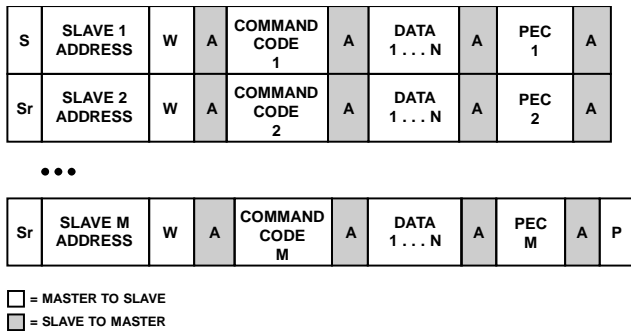 S SLAVE 1 ADDRESS W A COMMAND CODE 1 A DATA 1 . . . N A PEC 1 A
Sr SLAVE 2 ADDRESS W A COMMAND CODE 2 A DATA 1 . . . N A PEC 2 A
•••
Sr SLAVE M ADDRESS W A COMMAND CODE M A DATA 1 . . . N A PEC M A P
= MASTER TO SLAVE
= SLAVE TO MASTER